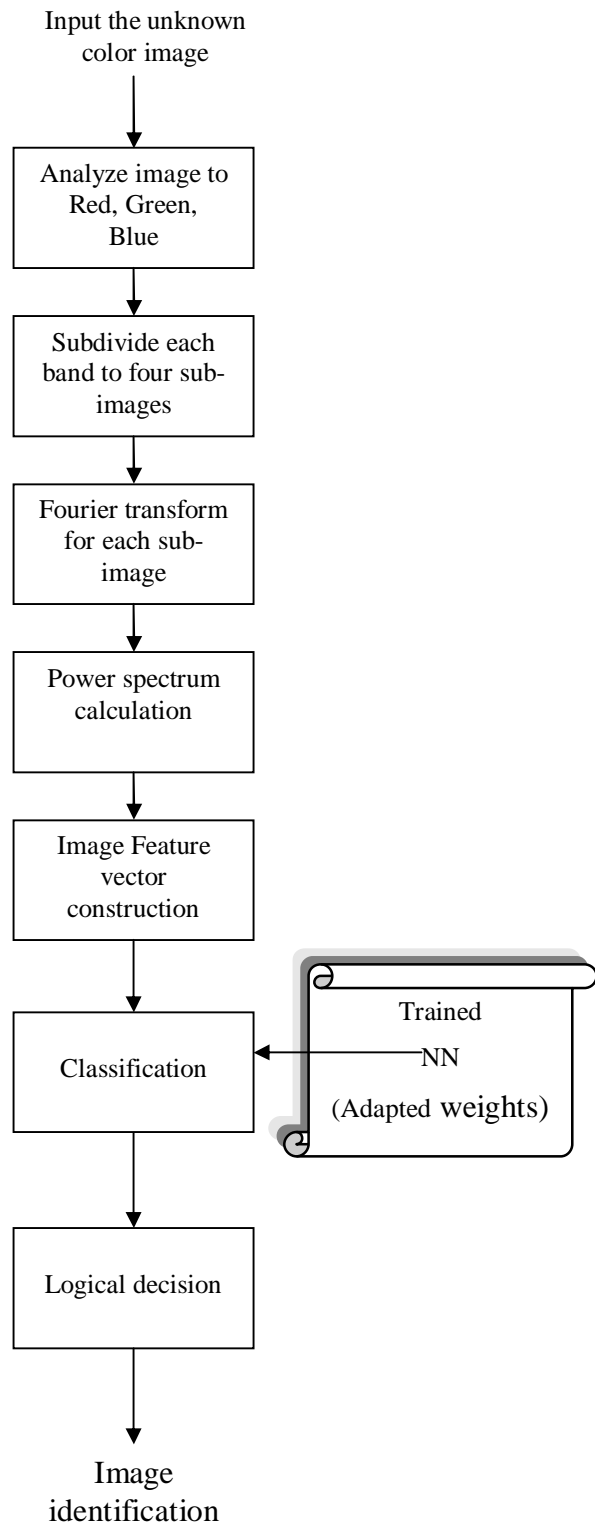 Input the unknown
color image
Analyze image to
Red, Green,
Blue
Subdivide each
band to four sub-
images
Fourier transform
for each sub-
image
Power spectrum
calculation
Image Feature
vector
construction
Classification
Trained
NN
(Adapted weights)
Logical decision
Image
identification